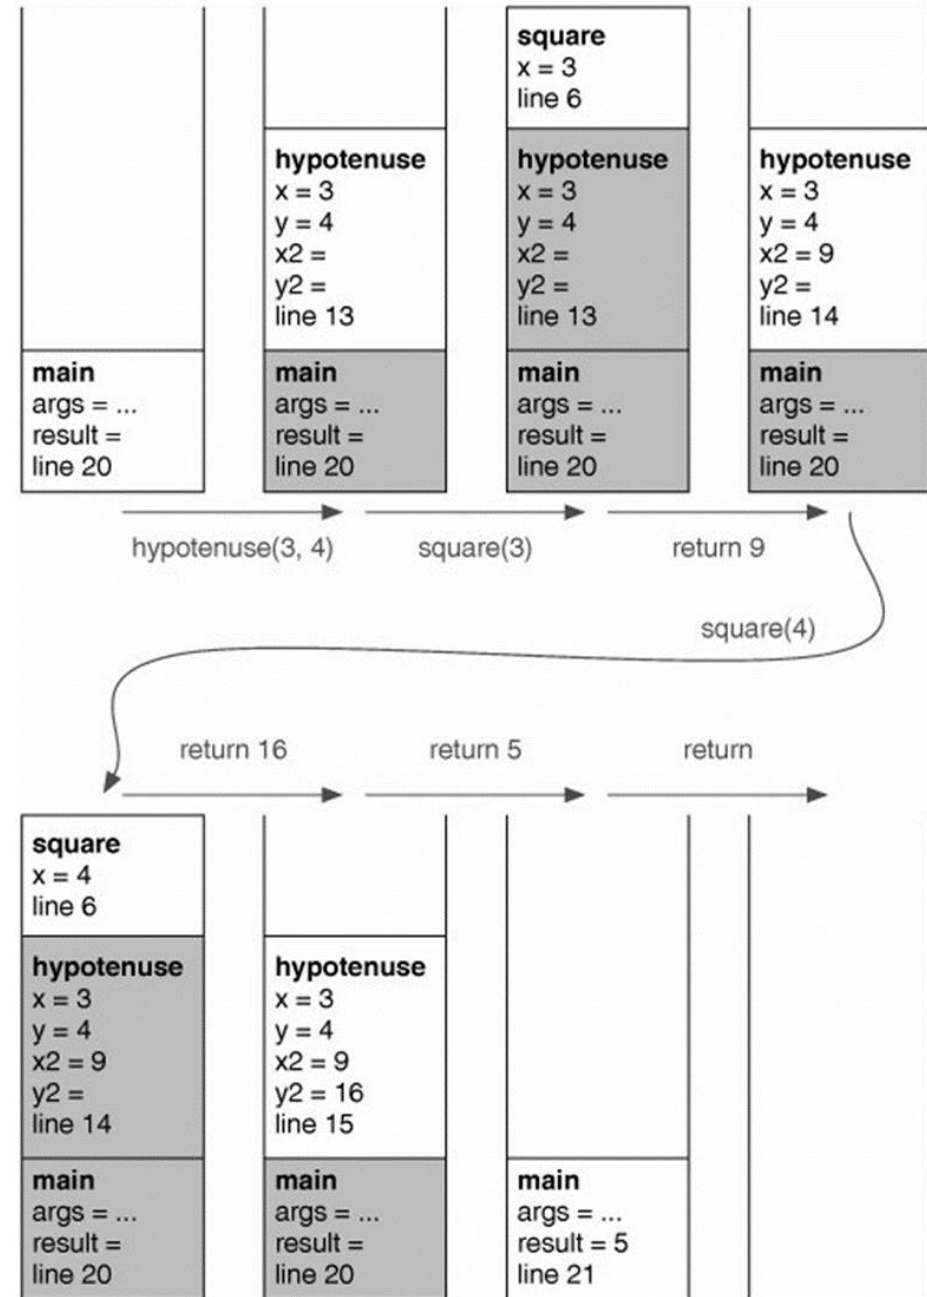 main
args = ...
result =
line 20
hypotenuse
x = 3
y = 4
x2 =
y2 =
line 13
main
args = ...
result =
line 20
square
x = 3
line 6
hypotenuse
x = 3
y = 4
x2 =
y2 =
line 13
main
args = ...
result =
line 20
hypotenuse
x = 3
y = 4
x2 = 9
y2 =
line 14
main
args = ...
result =
line 20
hypotenuse(3, 4)
square(3)
return 9
square(4)
return 16
return 5
return
square
x = 4
line 6
hypotenuse
x = 3
y = 4
x2 = 9
y2 =
line 14
main
args = ...
result =
line 20
hypotenuse
x = 3
y = 4
x2 = 9
y2 = 16
line 15
main
args = ...
result =
line 20
main
args = ...
result = 5
line 21